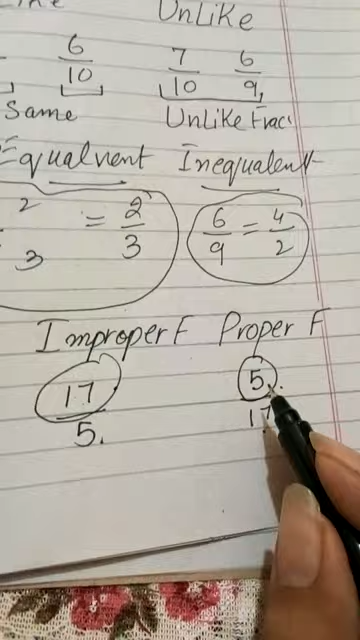 UnLike
6/10 7/10 6/9
Same UnLike Frac
Equalvent Inequalent
2/3 = 2/3 6/9 = 4/2
Improper F Proper F
17/5. 5/17